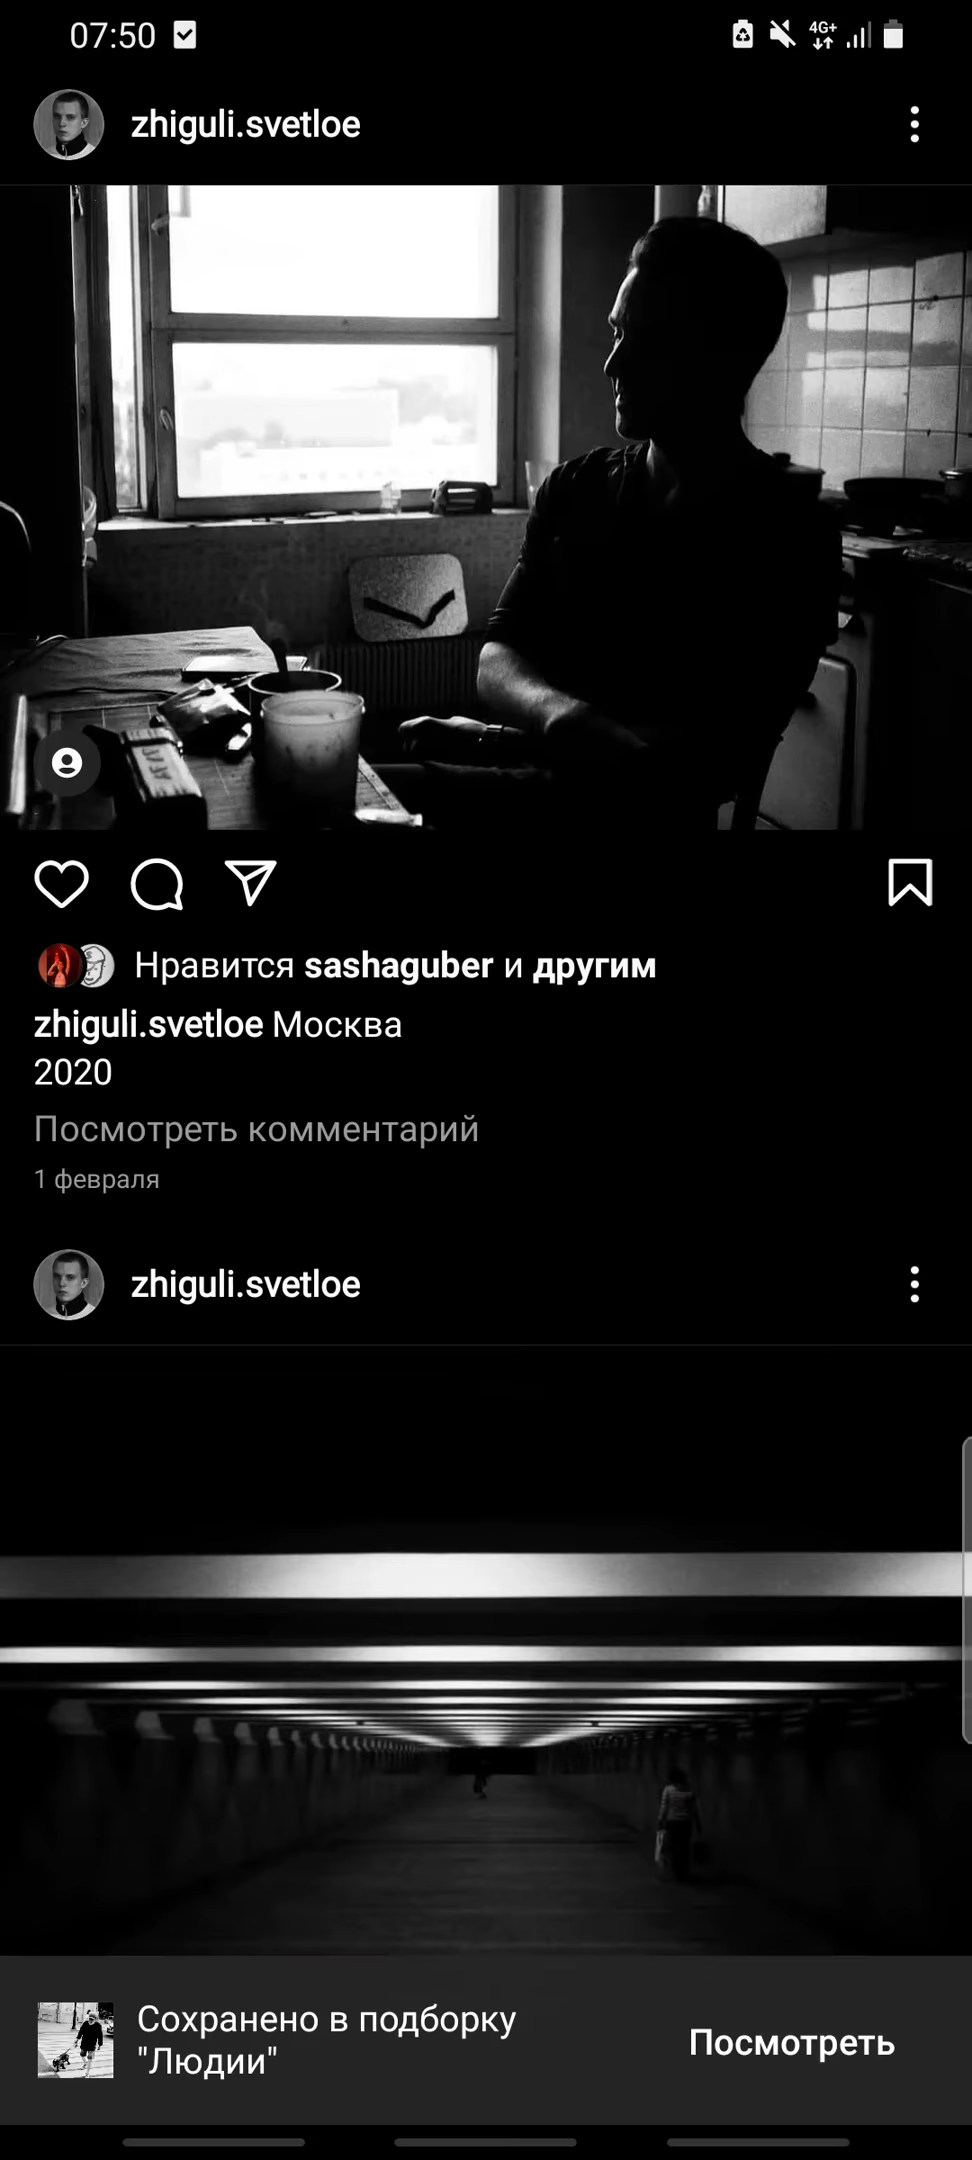 07:50
4G+
zhiguli.svetloe
Нравится sashaguber и другим
zhiguli.svetloe Москва
2020
Посмотреть комментарий
1 февраля
zhiguli.svetloe
Сохранено в подборку
"Людии"
Посмотреть